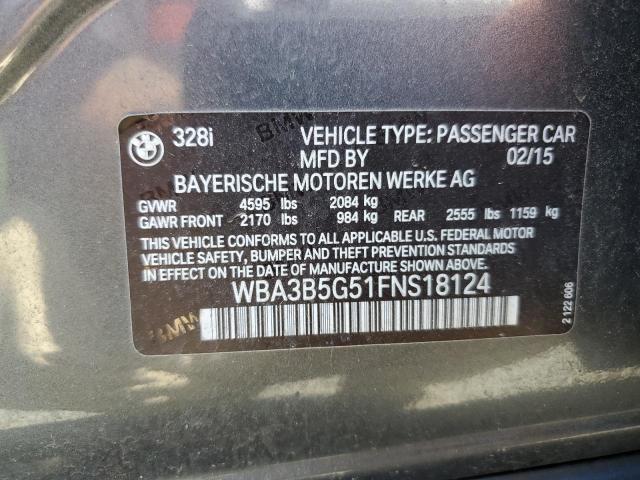 328i VEHICLE TYPE: PASSENGER CAR
MFD BY 02/15
BAYERISCHE MOTOREN WERKE AG
GVWR 4595 lbs 2084 kg
GAWR FRONT 2170 lbs 984 kg REAR 2555 lbs 1159 kg
THIS VEHICLE CONFORMS TO ALL APPLICABLE U.S. FEDERAL MOTOR
VEHICLE SAFETY, BUMPER AND THEFT PREVENTION STANDARDS
IN EFFECT ON THE DATE OF MANUFACTURE SHOWN ABOVE.
WBA3B5G51FNS18124
2 122 606
BMW
BMW